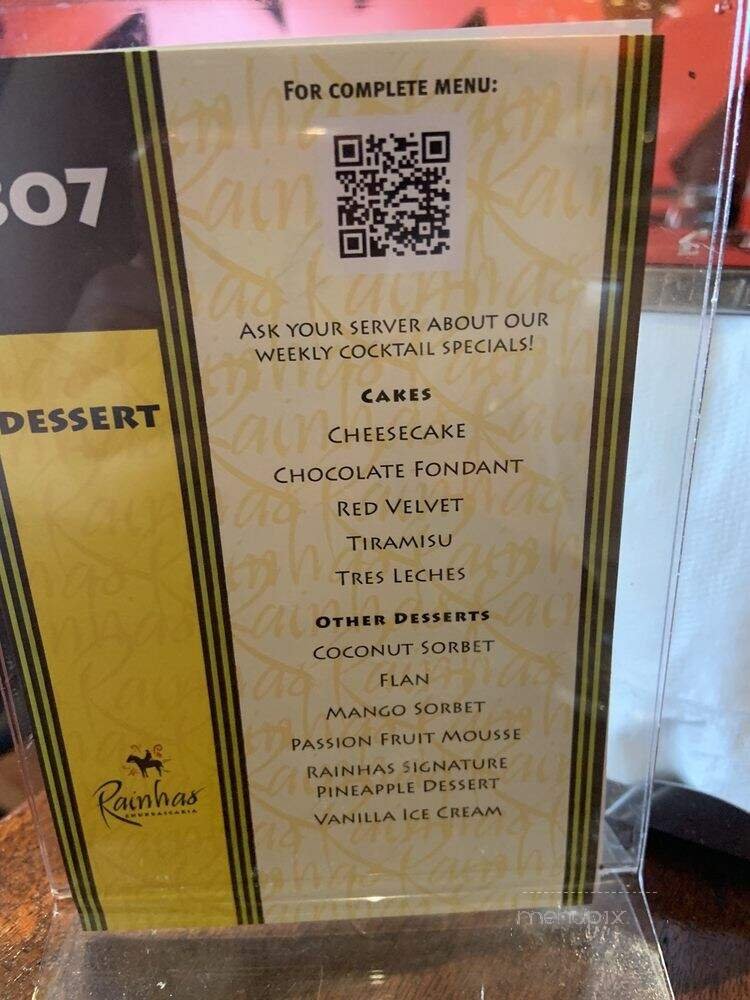 307
DESSERT
Rainhas
CHURRASCARIA
FOR COMPLETE MENU:
ASK YOUR SERVER ABOUT OUR
WEEKLY COCKTAIL SPECIALS!
CAKES
CHEESECAKE
CHOCOLATE FONDANT
RED VELVET
TIRAMISU
TRES LECHES
OTHER DESSERTS
COCONUT SORBET
FLAN
MANGO SORBET
PASSION FRUIT MOUSSE
RAINHAS SIGNATURE
PINEAPPLE DESSERT
VANILLA ICE CREAM
menupix